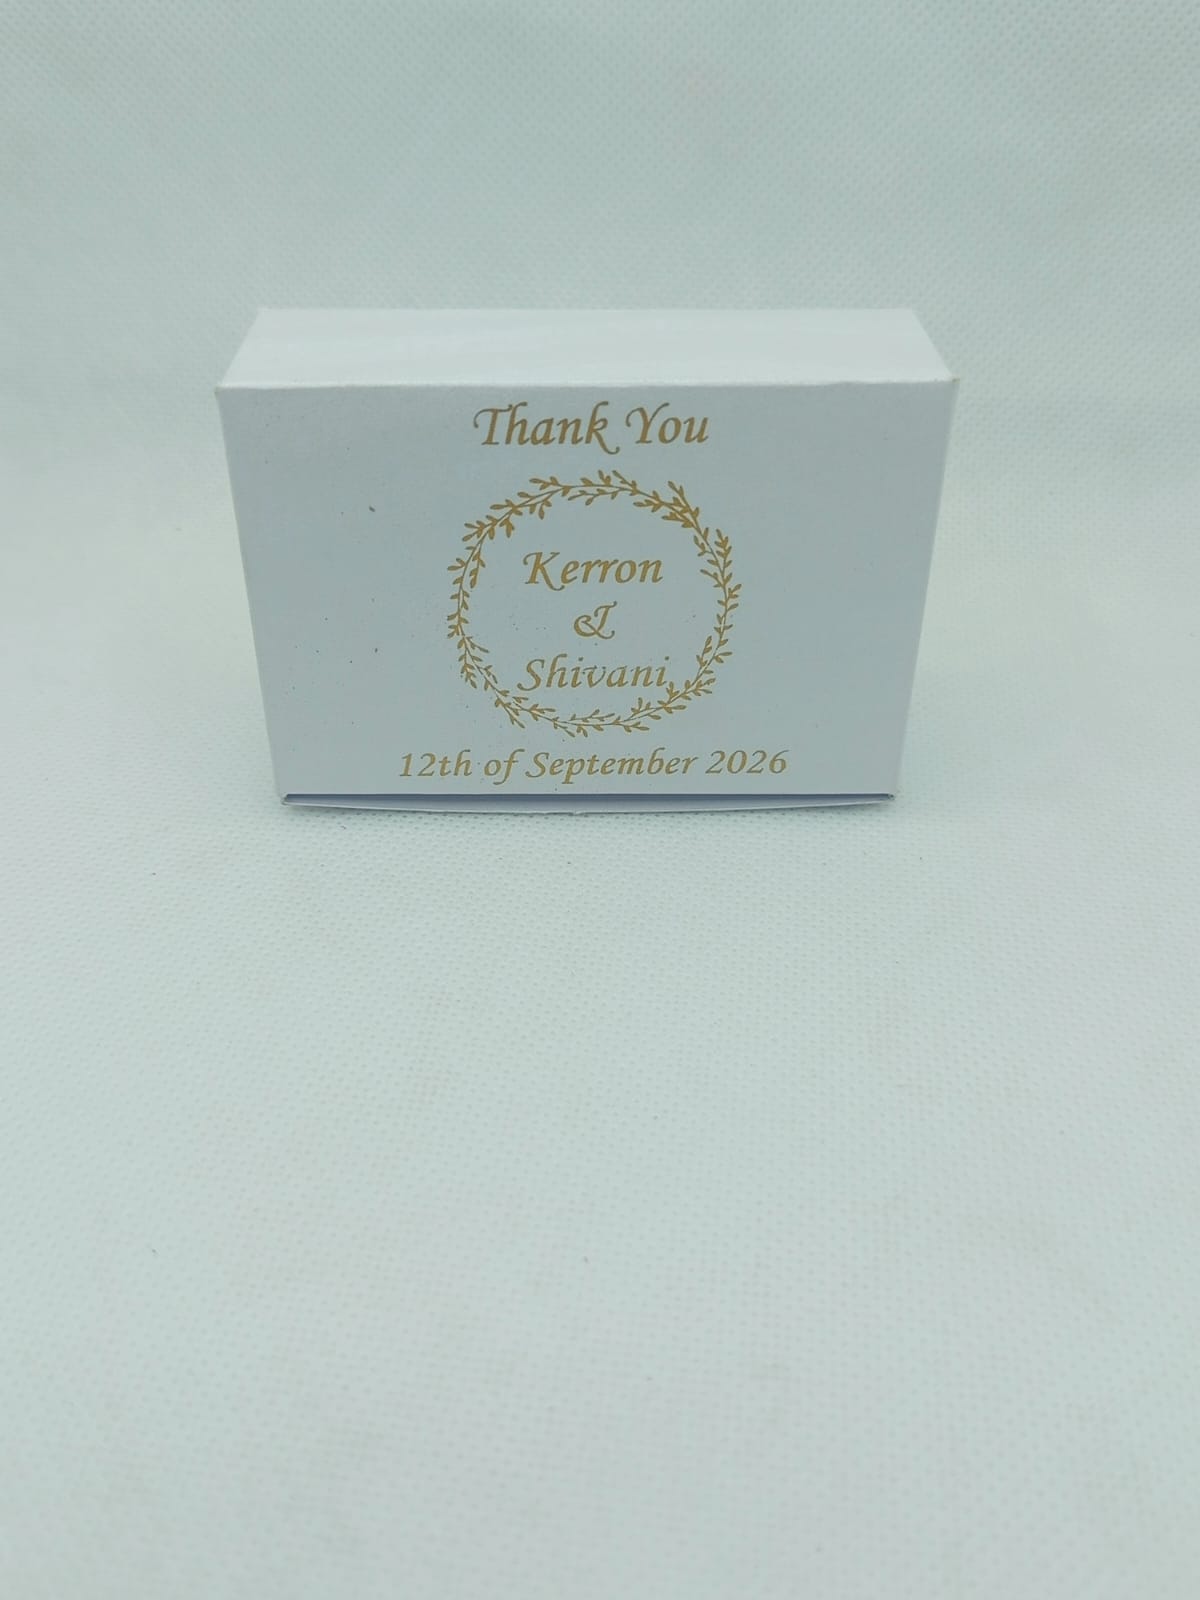 Thank You
Kerron
&
Shivani
12th of September 2026